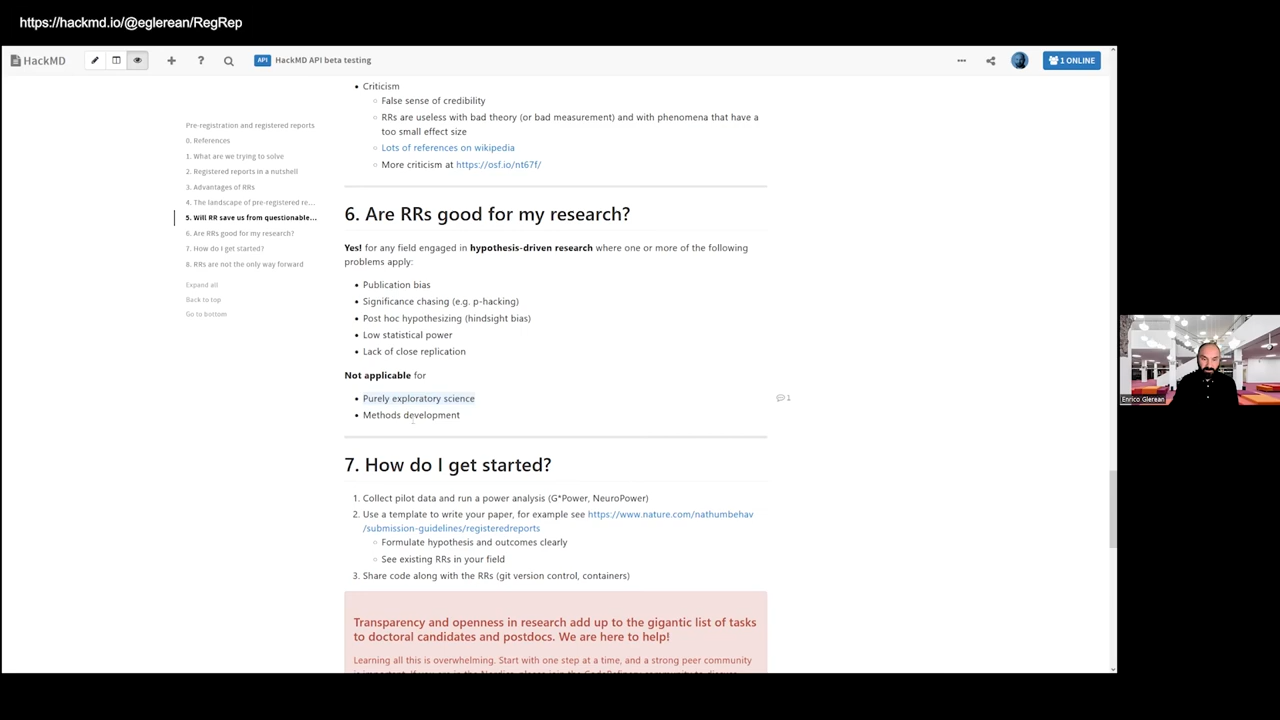 https://hackmd.io/@eglerean/RegRep
HackMD
API HackMD API beta testing
1 ONLINE
Pre-registration and registered reports
0. References
1. What are we trying to solve
2. Registered reports in a nutshell
3. Advantages of RRs
4. The landscape of pre-registered re...
5. Will RR save us from questionable...
6. Are RRs good for my research?
7. How do I get started?
8. RRs are not the only way forward
Expand all
Back to top
Go to bottom
Criticism
False sense of credibility
RRs are useless with bad theory (or bad measurement) and with phenomena that have a
too small effect size
Lots of references on wikipedia
More criticism at https://osf.io/nt67f/
6. Are RRs good for my research?
Yes! for any field engaged in hypothesis-driven research where one or more of the following
problems apply:
Publication bias
Significance chasing (e.g. p-hacking)
Post hoc hypothesizing (hindsight bias)
Low statistical power
Lack of close replication
Not applicable for
Purely exploratory science
1
Methods development
7. How do I get started?
1. Collect pilot data and run a power analysis (G*Power, NeuroPower)
2. Use a template to write your paper, for example see https://www.nature.com/nathumbehav
/submission-guidelines/registeredreports
Formulate hypothesis and outcomes clearly
See existing RRs in your field
3. Share code along with the RRs (git version control, containers)
Transparency and openness in research add up to the gigantic list of tasks
to doctoral candidates and postdocs. We are here to help!
Learning all this is overwhelming. Start with one step at a time, and a strong peer community
Enrico Glerean